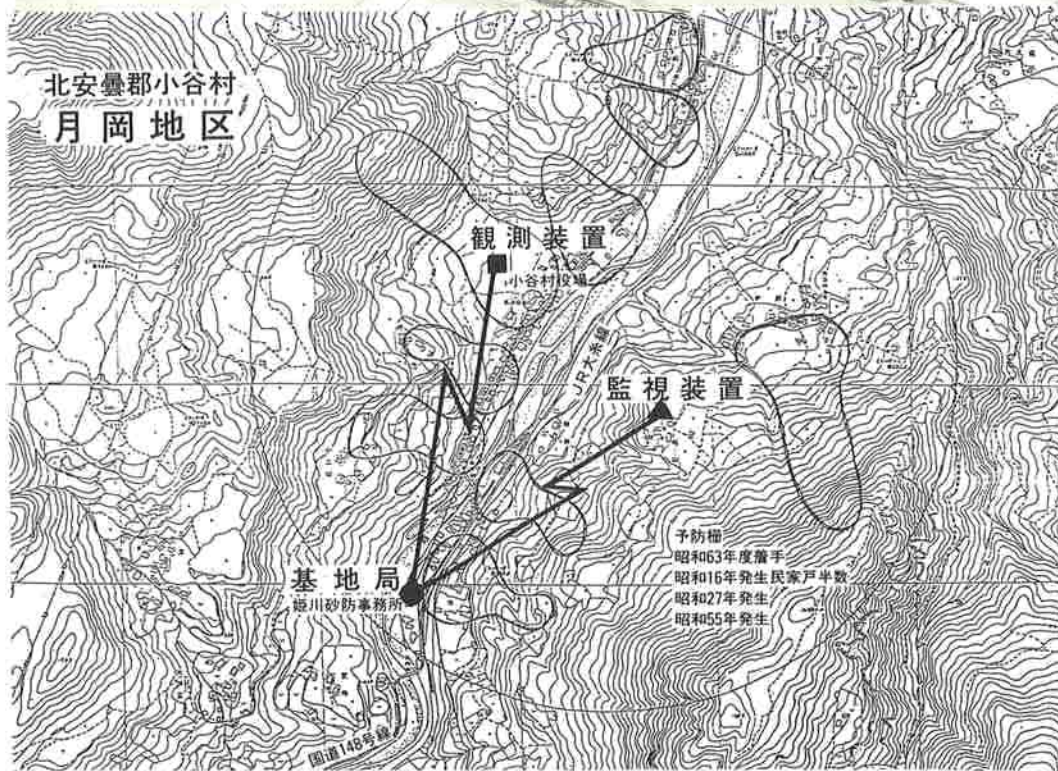 北安曇郡小谷村
月岡地区
観測装置
小谷村役場
JR大糸線
監視装置
予防柵
昭和63年度着手
昭和16年発生民家戸半数
昭和27年発生
昭和55年発生
基地局
姫川砂防事務所
国道148号線